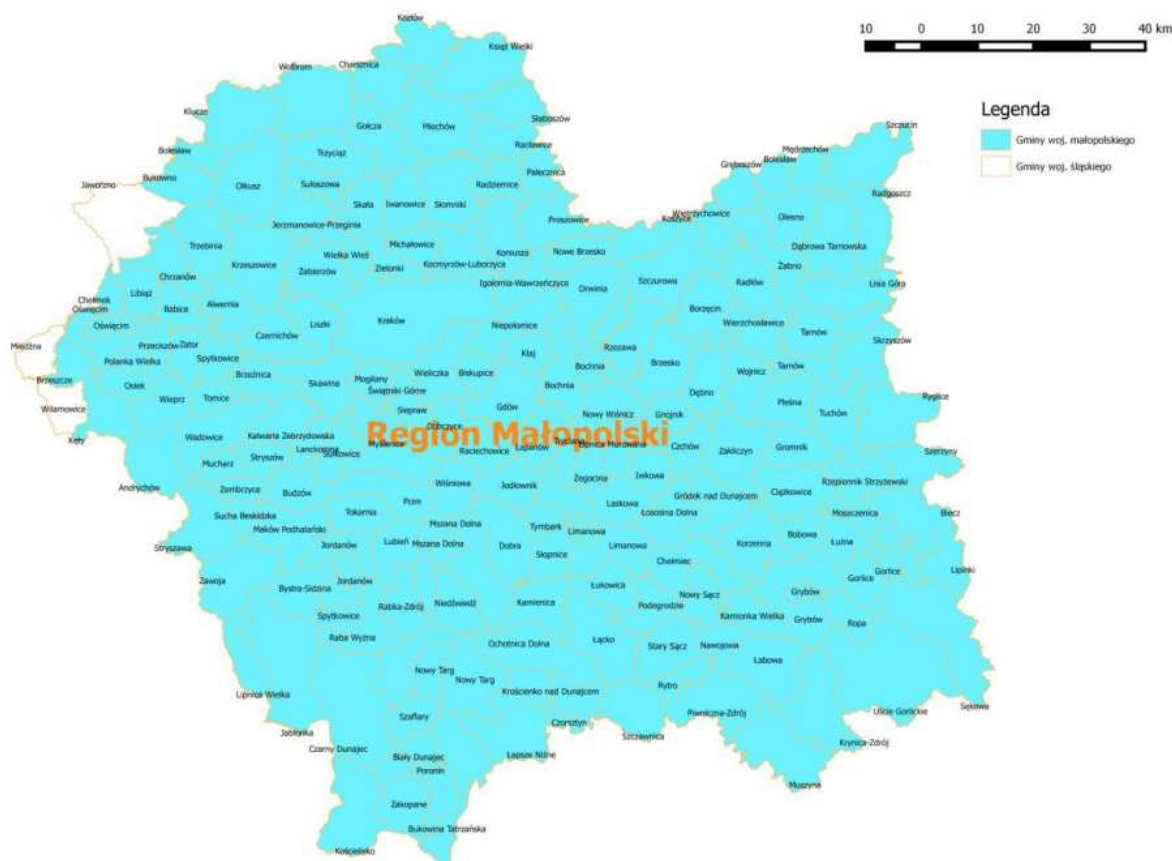 Kozłów
Książ Wielki
10 0 10 20 30 40 km
Wolbrom
Charsznica
Legenda
Gminy woj. małopolskiego
Gminy woj. śląskiego
Klucze
Gołcza
Miechów
Słaboszów
Szczucin
Racławice
Bolesław
Trzyciąż
Mędrzechów
Bolesław
Gręboszów
Pałecznica
Bukowno
Jaworzno
Olkusz
Sułoszowa
Radziemice
Radgoszcz
Skała
Iwanowice
Słomniki
Wietrzychowice
Koszyce
Proszowice
Olesno
Jerzmanowice-Przeginia
Trzebinia
Michałowice
Dąbrowa Tarnowska
Wielka Wieś
Koniusza
Nowe Brzesko
Krzeszowice
Zabierzów
Zielonki
Kocmyrzów-Luborzyca
Żabno
Chrzanów
Igołomia-Wawrzeńczyce
Szczurowa
Radłów
Lisia Góra
Drwinia
Libiąż
Chełmek
Oświęcim
Babice
Alwernia
Borzęcin
Kraków
Liszki
Oświęcim
Niepołomice
Wierzchosławice
Tarnów
Czernichów
Skrzyszów
Miedźna
Przeciszów
Zator
Rzezawa
Kłaj
Polanka Wielka
Spytkowice
Brzesko
Bochnia
Tarnów
Wojnicz
Brzeźnica
Wieliczka
Biskupice
Brzeszcze
Osiek
Skawina
Mogilany
Bochnia
Świątniki Górne
Dębno
Wieprz
Tomice
Ryglice
Wilamowice
Siepraw
Gdów
Pleśna
Tuchów
Nowy Wiśnicz
Gnojnik
Dobczyce
Region Małopolski
Kęty
Wadowice
Kalwaria Zebrzydowska
Myślenice
Trzciana
Lipnica Murowana
Lanckorona
Sułkowice
Raciechowice
Łapanów
Czchów
Zakliczyn
Gromnik
Szerzyny
Stryszów
Mucharz
Żegocina
Iwkowa
Andrychów
Zembrzyce
Budzów
Wiśniowa
Jodłownik
Rzepiennik Strzyżewski
Ciężkowice
Gródek nad Dunajcem
Pcim
Laskowa
Tokarnia
Łososina Dolna
Moszczenica
Biecz
Sucha Beskidzka
Maków Podhalański
Mszana Dolna
Tymbark
Limanowa
Bobowa
Łużna
Lubień
Mszana Dolna
Jordanów
Dobra
Limanowa
Korzenna
Stryszawa
Słopnice
Chełmiec
Gorlice
Lipinki
Zawoja
Jordanów
Gorlice
Bystra-Sidzina
Łukowica
Grybów
Nowy Sącz
Rabka-Zdrój
Niedźwiedź
Kamienica
Podegrodzie
Spytkowice
Kamionka Wielka
Grybów
Ropa
Raba Wyżna
Ochotnica Dolna
Łącko
Stary Sącz
Nawojowa
Łabowa
Nowy Targ
Nowy Targ
Rytro
Lipnica Wielka
Krościenko nad Dunajcem
Sękowa
Szaflary
Piwniczna-Zdrój
Uście Gorlickie
Czorsztyn
Jabłonka
Szczawnica
Krynica-Zdrój
Czarny Dunajec
Łapsze Niżne
Biały Dunajec
Poronin
Muszyna
Zakopane
Bukowina Tatrzańska
Kościelisko